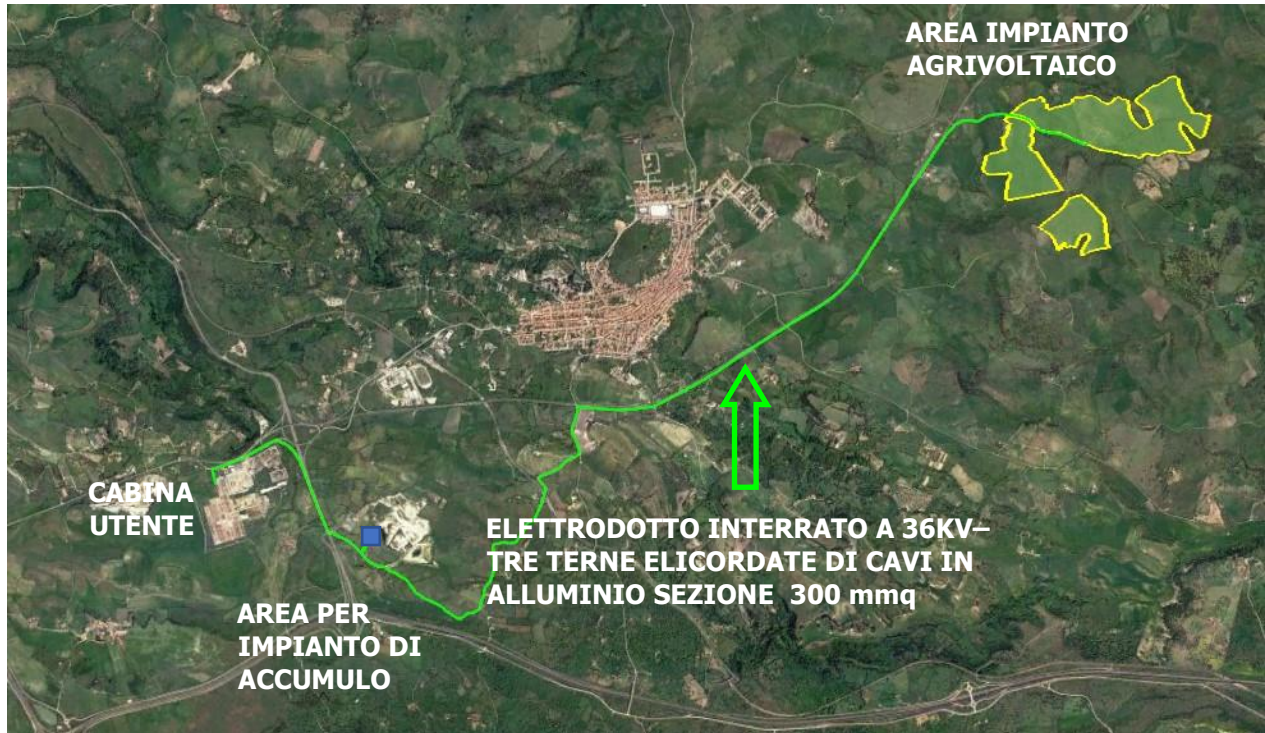 AREA IMPIANTO
AGRIVOLTAICO
CABINA
UTENTE
ELETTRODOTTO INTERRATO A 36KV–
TRE TERNE ELICORDATE DI CAVI IN
ALLUMINIO SEZIONE 300 mmq
AREA PER
IMPIANTO DI
ACCUMULO